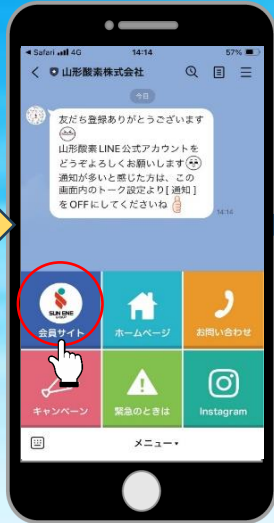 Safari 4G 14:14 57%
山形酸素株式会社
今日
友だち登録ありがとうござい
ます
山形酸素LINE公式アカウントを
どうぞよろしくお願いします
通知が多いと感じた方は、この
画面内のトーク設定より[通知]
をOFFにしてくださいね
14:14
SUN ENE
GROUP
会員サイト
ホームページ
お問い合わせ
キャンペーン
緊急のときは
Instagram
メニュー